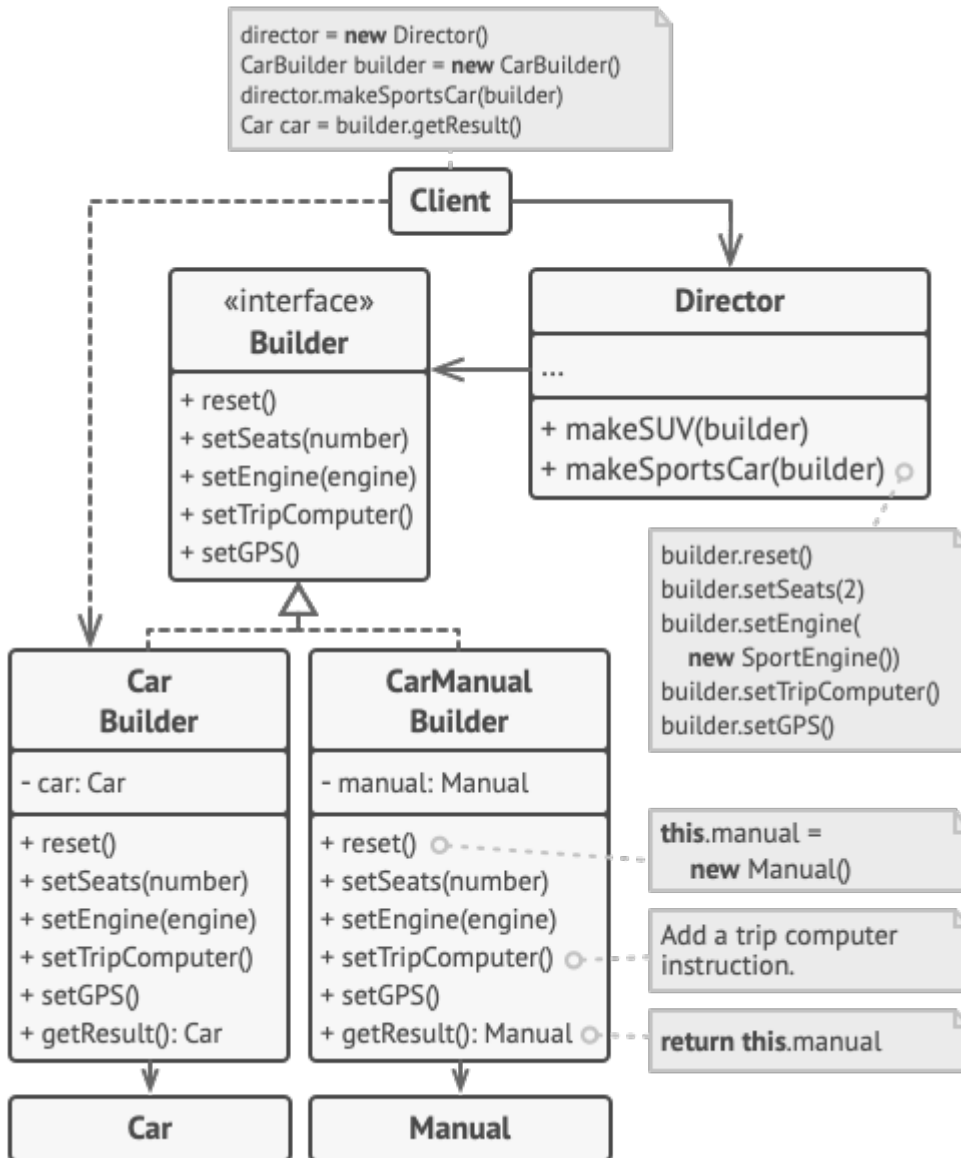 director = new Director()
CarBuilder builder = new CarBuilder()
director.makeSportsCar(builder)
Car car = builder.getResult()
Client
«interface»
Builder
+ reset()
+ setSeats(number)
+ setEngine(engine)
+ setTripComputer()
+ setGPS()
Director
...
+ makeSUV(builder)
+ makeSportsCar(builder)
builder.reset()
builder.setSeats(2)
builder.setEngine(
new SportEngine())
builder.setTripComputer()
builder.setGPS()
Car
Builder
- car: Car
+ reset()
+ setSeats(number)
+ setEngine(engine)
+ setTripComputer()
+ setGPS()
+ getResult(): Car
CarManual
Builder
- manual: Manual
+ reset()
+ setSeats(number)
+ setEngine(engine)
+ setTripComputer()
+ setGPS()
+ getResult(): Manual
this.manual =
new Manual()
Add a trip computer
instruction.
return this.manual
Car
Manual